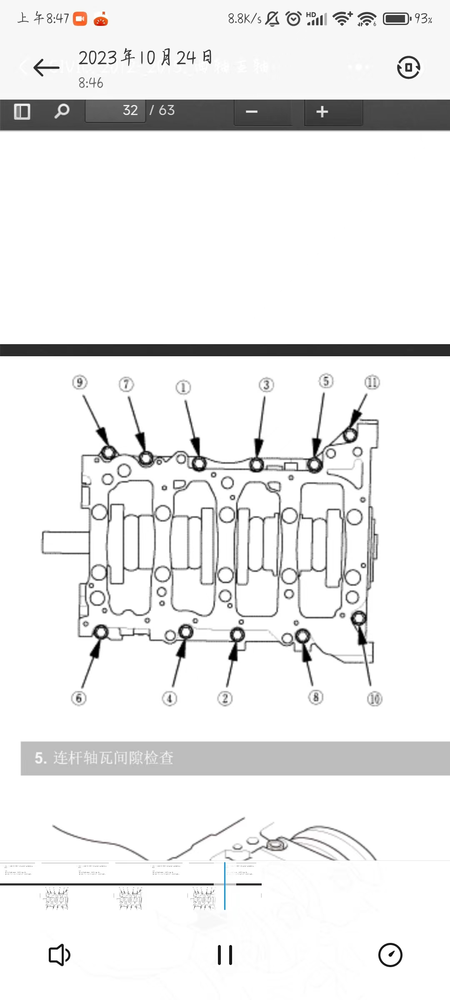 上午8:47
8.8K/s
HD
6
93%
2023年10月24日
8:46
32 / 63
⑨ ⑦ ① ③ ⑤ ⑪
⑥ ④ ② ⑧ ⑩
5. 连杆轴瓦间隙检查